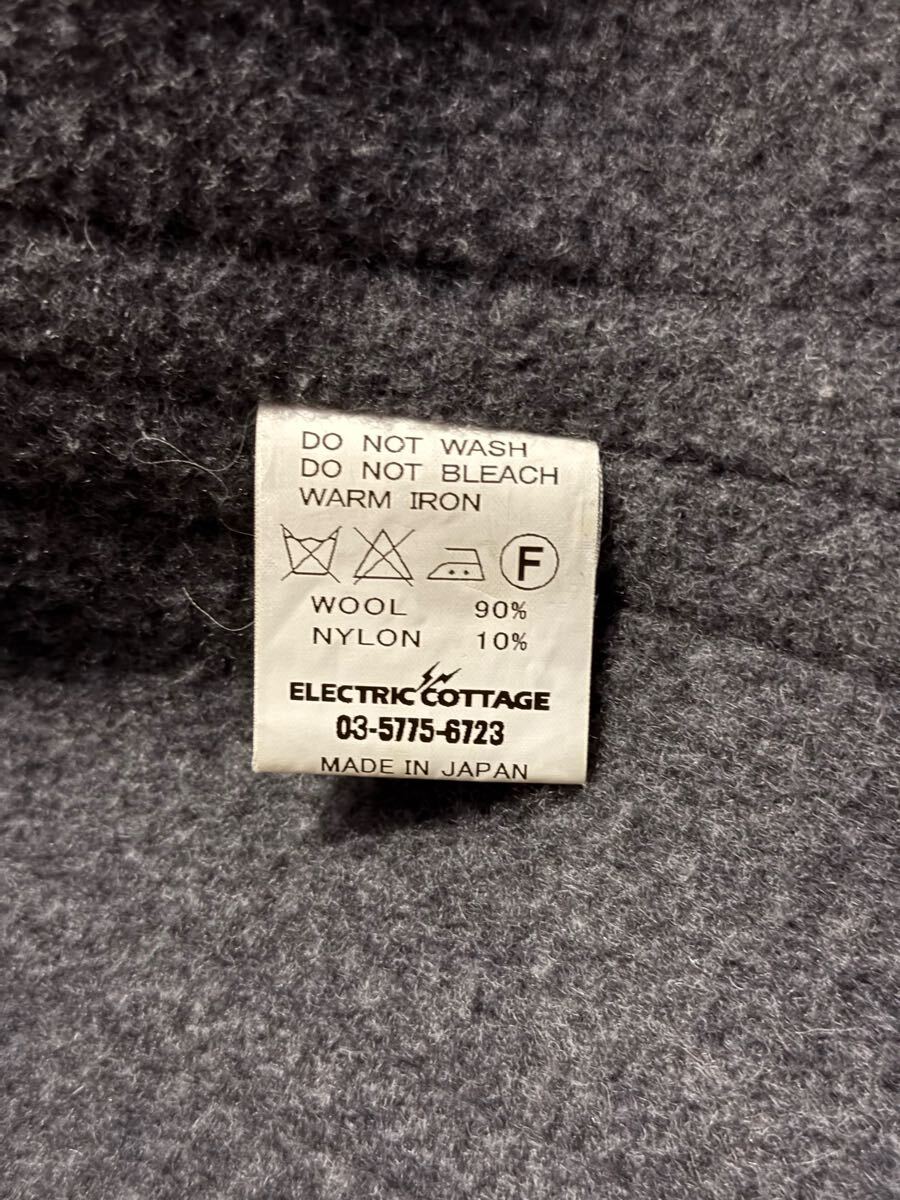 DO NOT WASH
DO NOT BLEACH
WARM IRON
F
WOOL 90%
NYLON 10%
ELECTRIC COTTAGE
03-5775-6723
MADE IN JAPAN